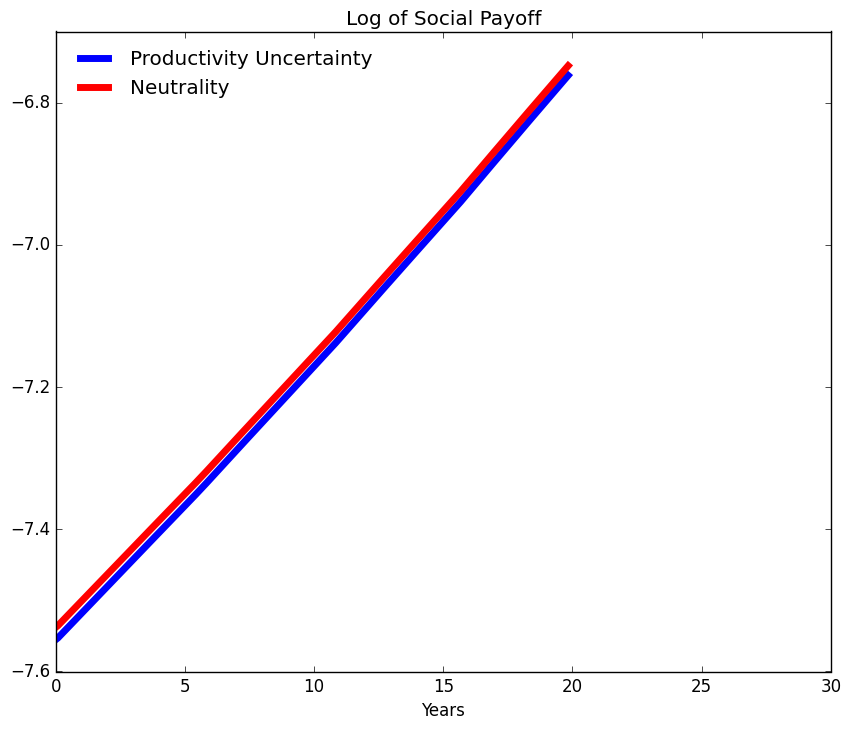 Log of Social Payoff
Productivity Uncertainty
Neutrality
−6.8
−7.0
−7.2
−7.4
−7.6
0 5 10 15 20 25 30
Years